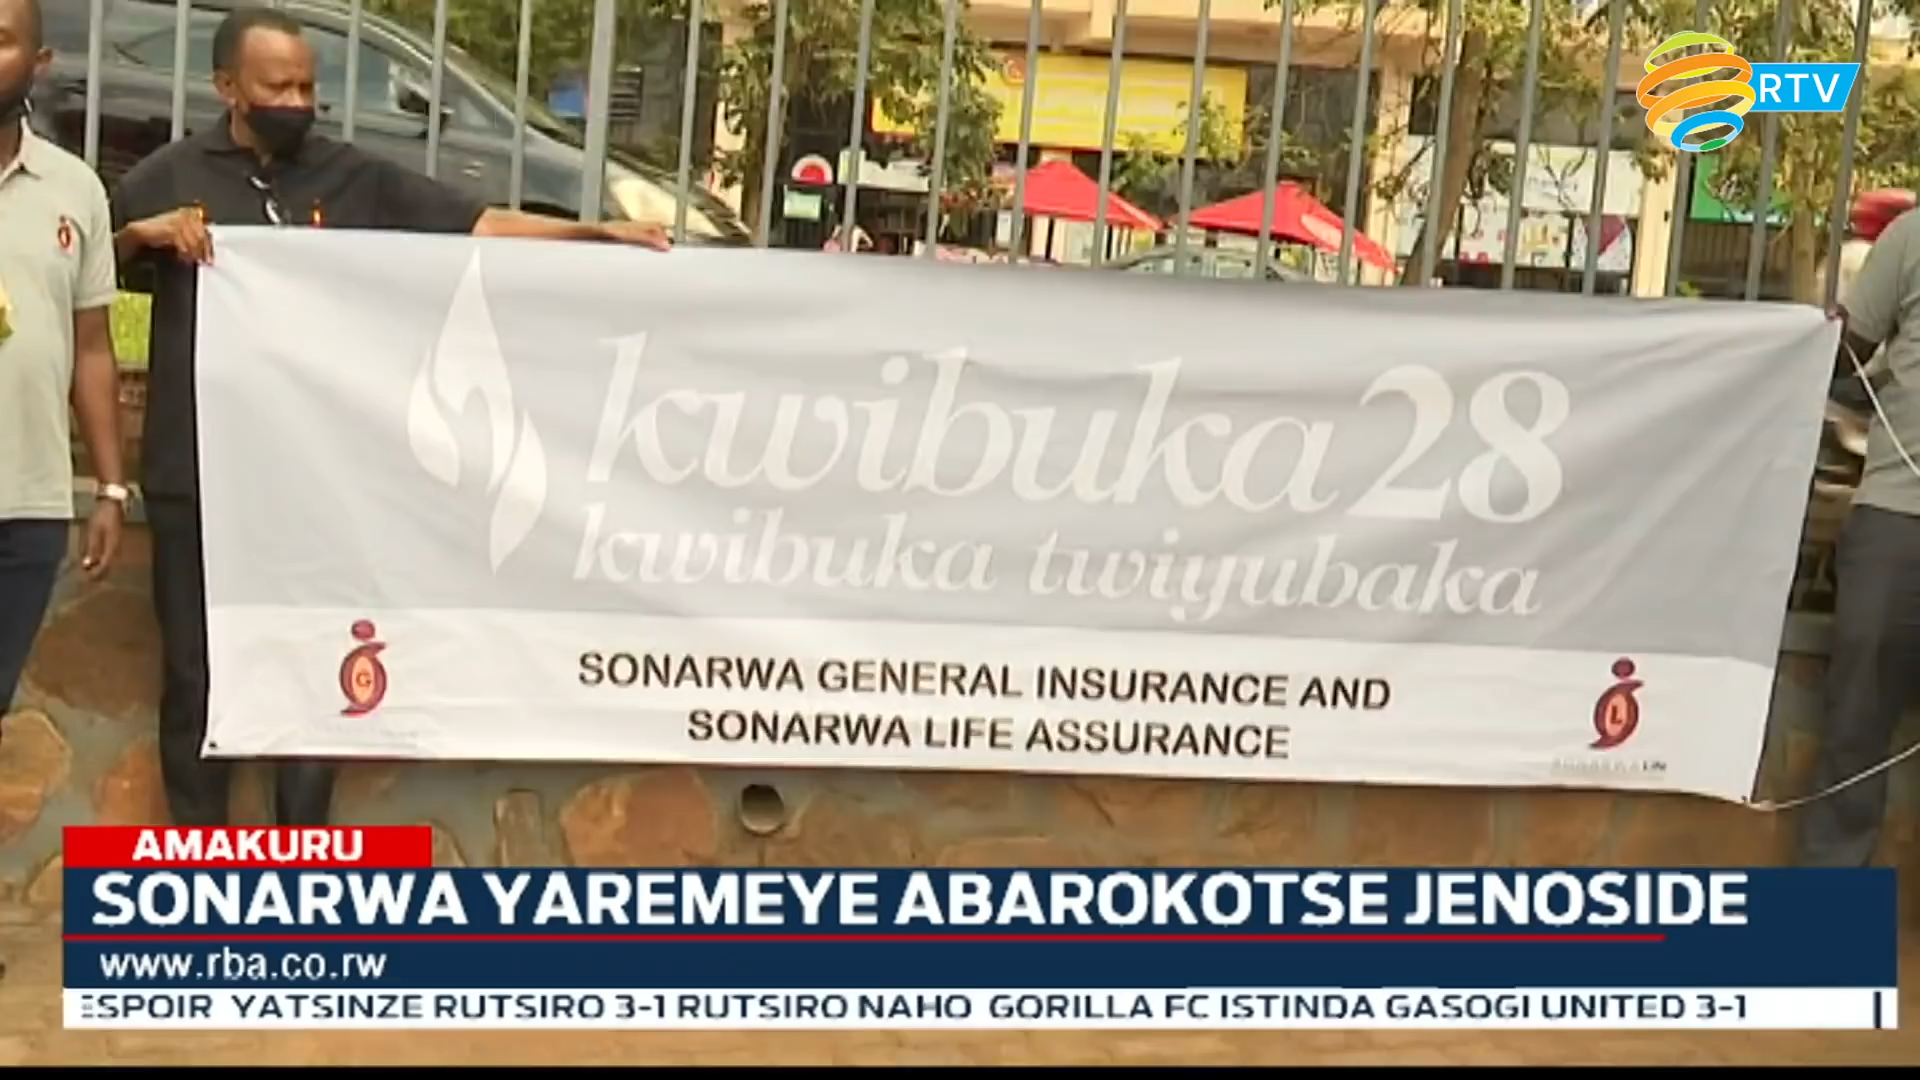 RTV
kwibuka28
kwibuka twiyubaka
G
SONARWA GENERAL INSURANCE AND
SONARWA LIFE ASSURANCE
L
AMAKURU
SONARWA YAREMEYE ABAROKOTSE JENOSIDE
www.rba.co.rw
ESPOIR YATSINZE RUTSIRO 3-1 RUTSIRO NAHO GORILLA FC ISTINDA GASOGI UNITED 3-1